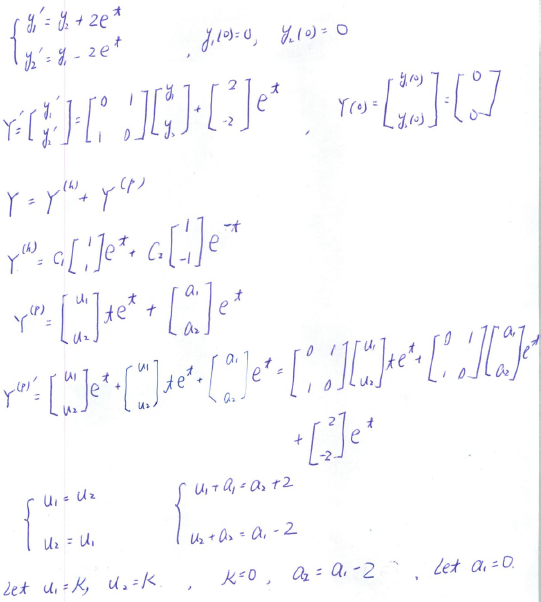 { y₁' = y₂ + 2e^t
y₂' = y₁ - 2e^t , y₁(0)=0, y₂(0)=0
Y' = [y₁' y₂'] = [0 1; 1 0][y₁ y₂] + [2 -2]e^t , Y(0) = [y₁(0) y₂(0)] = [0 0]
Y = Y^(h) + Y^(p)
Y^(h) = C₁[1 1]e^t + C₂[1 -1]e^-t
Y^(p) = [u₁ u₂]te^t + [a₁ a₂]e^t
Y^(p)' = [u₁ u₂]e^t + [u₁ u₂]te^t + [a₁ a₂]e^t = [0 1; 1 0][u₁ u₂]te^t + [0 1; 1 0][a₁ a₂]e^t
+ [2 -2]e^t
{ u₁ = u₂ { u₁ + a₁ = a₂ + 2
u₂ = u₁ u₂ + a₂ = a₁ - 2
Let u₁ = K, u₂ = K , K=0 , a₂ = a₁ - 2 , Let a₁ = 0.